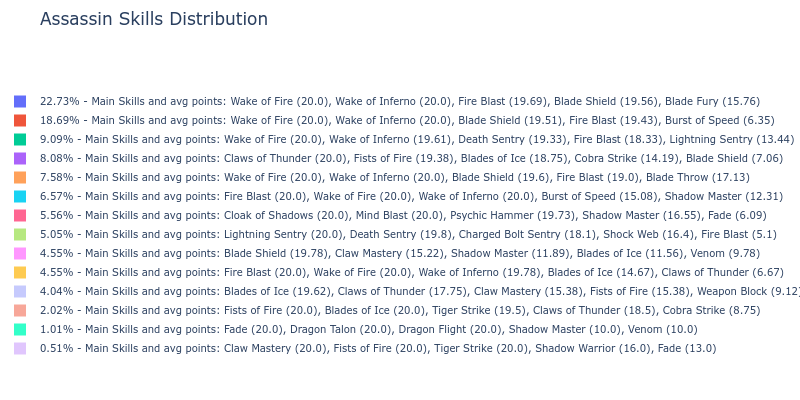 Assassin Skills Distribution
22.73% - Main Skills and avg points: Wake of Fire (20.0), Wake of Inferno (20.0), Fire Blast (19.69), Blade Shield (19.56), Blade Fury (15.76)
18.69% - Main Skills and avg points: Wake of Fire (20.0), Wake of Inferno (20.0), Blade Shield (19.51), Fire Blast (19.43), Burst of Speed (6.35)
9.09% - Main Skills and avg points: Wake of Fire (20.0), Wake of Inferno (19.61), Death Sentry (19.33), Fire Blast (18.33), Lightning Sentry (13.44)
8.08% - Main Skills and avg points: Claws of Thunder (20.0), Fists of Fire (19.38), Blades of Ice (18.75), Cobra Strike (14.19), Blade Shield (7.06)
7.58% - Main Skills and avg points: Wake of Fire (20.0), Wake of Inferno (20.0), Blade Shield (19.6), Fire Blast (19.0), Blade Throw (17.13)
6.57% - Main Skills and avg points: Fire Blast (20.0), Wake of Fire (20.0), Wake of Inferno (20.0), Burst of Speed (15.08), Shadow Master (12.31)
5.56% - Main Skills and avg points: Cloak of Shadows (20.0), Mind Blast (20.0), Psychic Hammer (19.73), Shadow Master (16.55), Fade (6.09)
5.05% - Main Skills and avg points: Lightning Sentry (20.0), Death Sentry (19.8), Charged Bolt Sentry (18.1), Shock Web (16.4), Fire Blast (5.1)
4.55% - Main Skills and avg points: Blade Shield (19.78), Claw Mastery (15.22), Shadow Master (11.89), Blades of Ice (11.56), Venom (9.78)
4.55% - Main Skills and avg points: Fire Blast (20.0), Wake of Fire (20.0), Wake of Inferno (19.78), Blades of Ice (14.67), Claws of Thunder (6.67)
4.04% - Main Skills and avg points: Blades of Ice (19.62), Claws of Thunder (17.75), Claw Mastery (15.38), Fists of Fire (15.38), Weapon Block (9.12)
2.02% - Main Skills and avg points: Fists of Fire (20.0), Blades of Ice (20.0), Tiger Strike (19.5), Claws of Thunder (18.5), Cobra Strike (8.75)
1.01% - Main Skills and avg points: Fade (20.0), Dragon Talon (20.0), Dragon Flight (20.0), Shadow Master (10.0), Venom (10.0)
0.51% - Main Skills and avg points: Claw Mastery (20.0), Fists of Fire (20.0), Tiger Strike (20.0), Shadow Warrior (16.0), Fade (13.0)